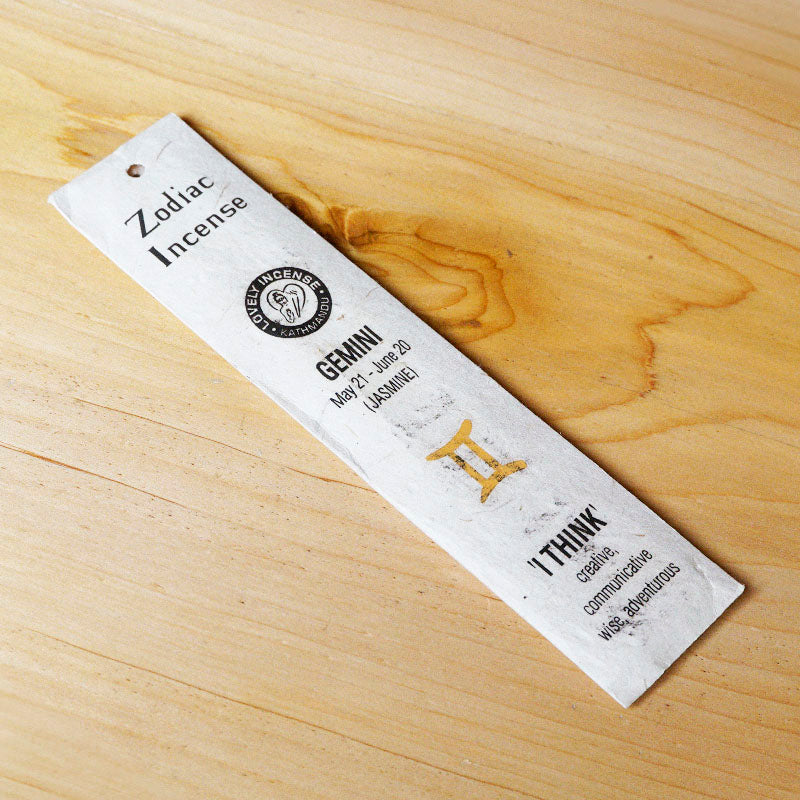 Zodiac
Incense
LOVELY INCENSE
• KATHMANDU •
GEMINI
May 21 - June 20
(JASMINE)
'I THINK'
creative,
communicative
wise, adventurous